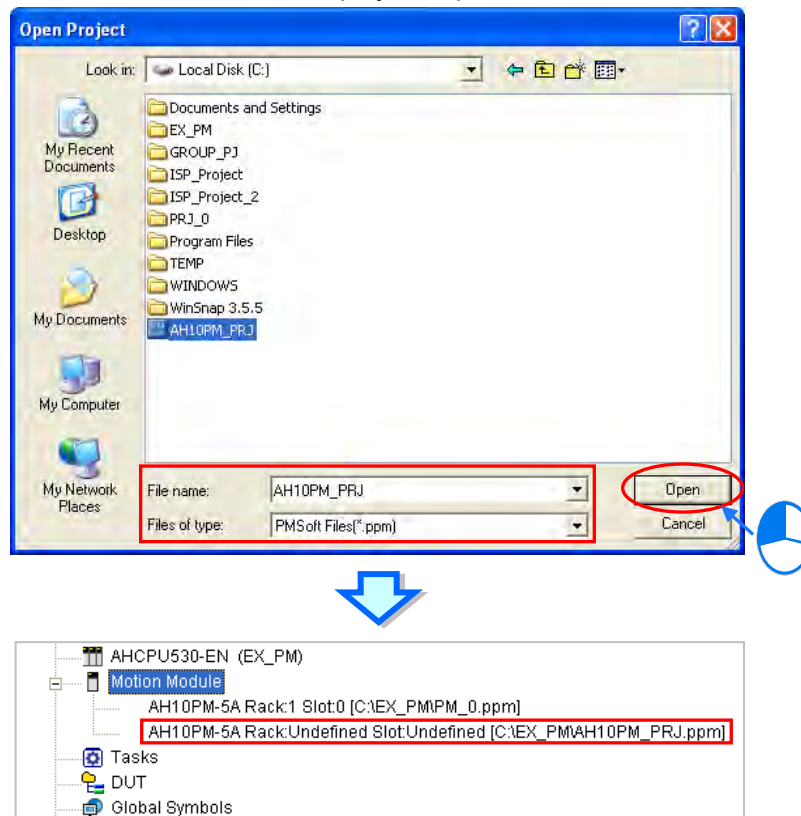 Open Project
Look in: Local Disk (C:)
Documents and Settings
EX_PM
GROUP_PJ
ISP_Project
ISP_Project_2
PRJ_0
Program Files
TEMP
WINDOWS
WinSnap 3.5.5
AH10PM_PRJ
My Recent
Documents
Desktop
My Documents
My Computer
My Network
Places
File name: AH10PM_PRJ Open
Files of type: PMSoft Files(*.ppm) Cancel
AHCPU530-EN (EX_PM)
Motion Module
AH10PM-5A Rack:1 Slot:0 [C:\EX_PM\PM_0.ppm]
AH10PM-5A Rack:Undefined Slot:Undefined [C:\EX_PM\AH10PM_PRJ.ppm]
Tasks
DUT
Global Symbols